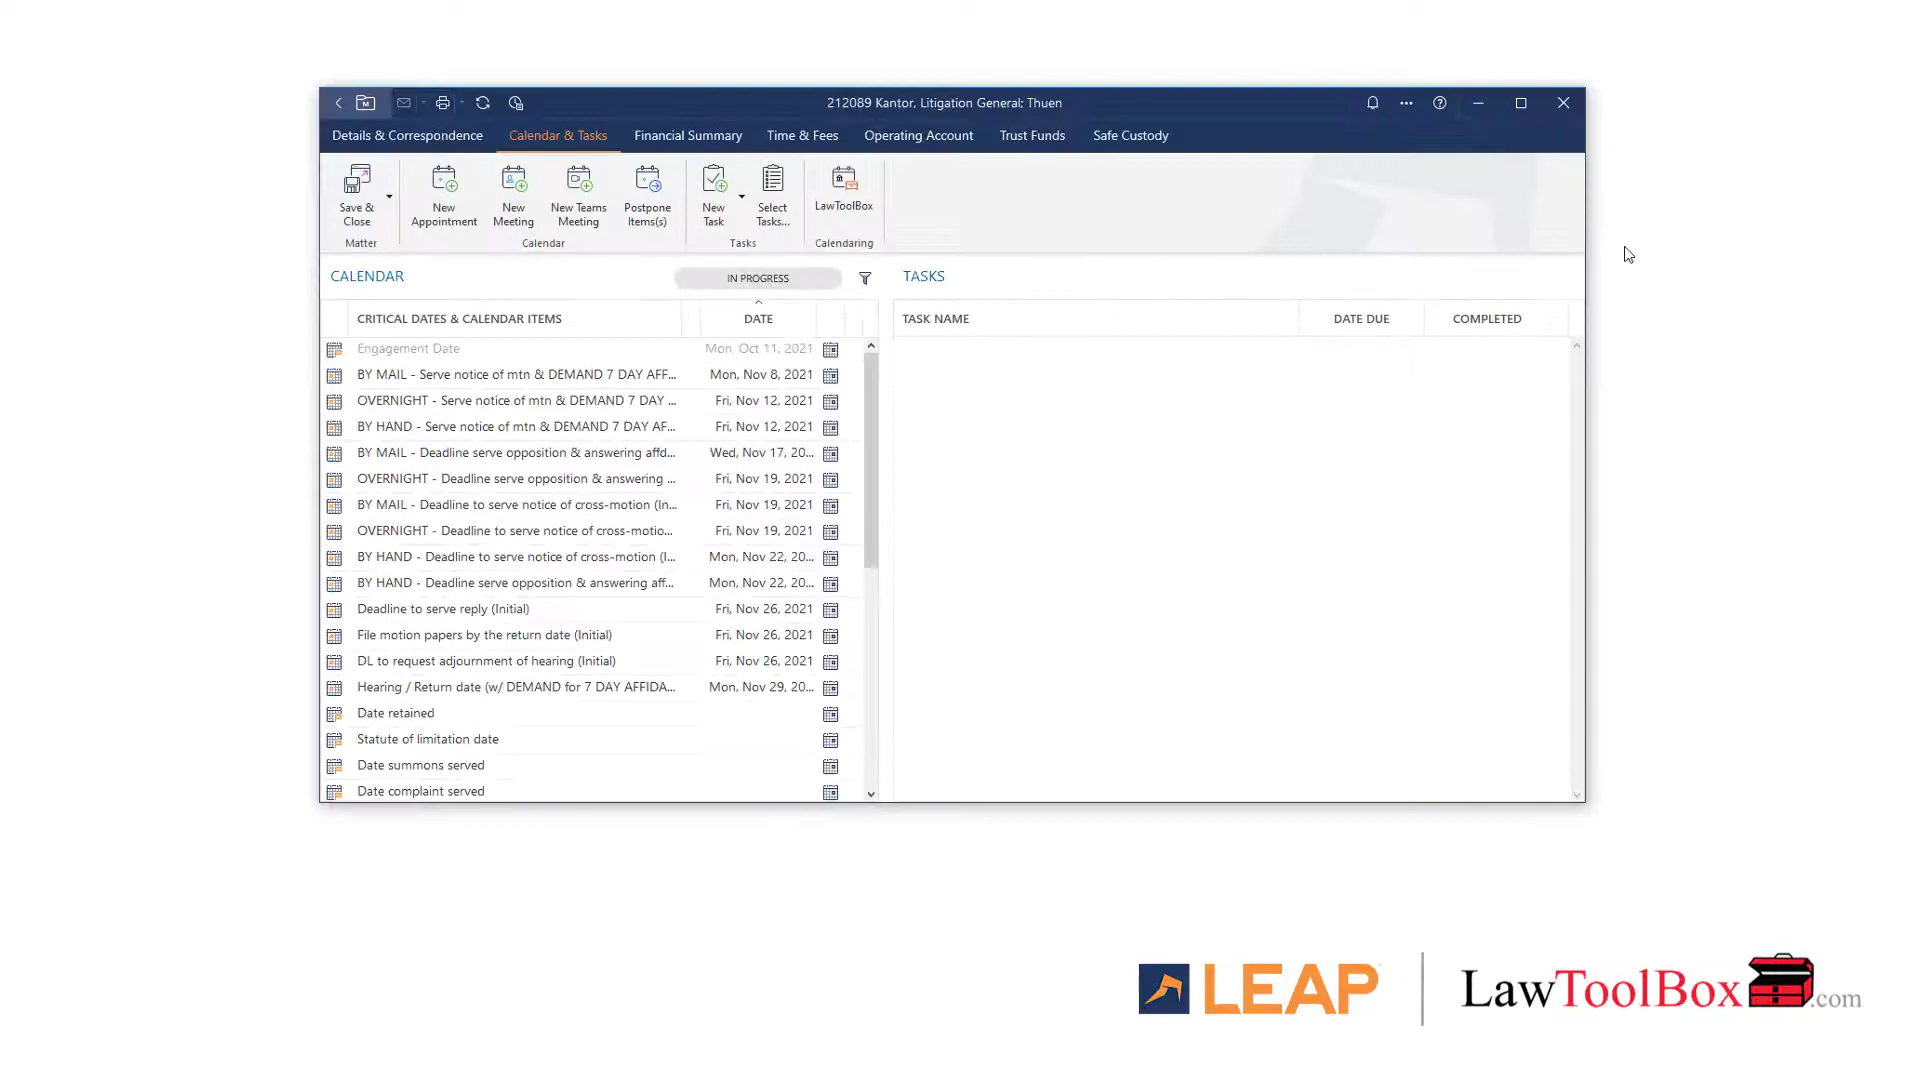 212089 Kantor, Litigation General; Thuen
Details & Correspondence Calendar & Tasks Financial Summary Time & Fees Operating Account Trust Funds Safe Custody
Save & Close
New Appointment
New Meeting
New Teams Meeting
Postpone Items(s)
New Task
Select Tasks...
LawToolBox
Matter Calendar Tasks Calendaring
CALENDAR IN PROGRESS TASKS
CRITICAL DATES & CALENDAR ITEMS DATE TASK NAME DATE DUE COMPLETED
Engagement Date Mon, Oct 11, 2021
BY MAIL - Serve notice of mtn & DEMAND 7 DAY AFF... Mon, Nov 8, 2021
OVERNIGHT - Serve notice of mtn & DEMAND 7 DAY ... Fri, Nov 12, 2021
BY HAND - Serve notice of mtn & DEMAND 7 DAY AF... Fri, Nov 12, 2021
BY MAIL - Deadline serve opposition & answering affd... Wed, Nov 17, 20...
OVERNIGHT - Deadline serve opposition & answering ... Fri, Nov 19, 2021
BY MAIL - Deadline to serve notice of cross-motion (In... Fri, Nov 19, 2021
OVERNIGHT - Deadline to serve notice of cross-motio... Fri, Nov 19, 2021
BY HAND - Deadline to serve notice of cross-motion (I... Mon, Nov 22, 20...
BY HAND - Deadline serve opposition & answering aff... Mon, Nov 22, 20...
Deadline to serve reply (Initial) Fri, Nov 26, 2021
File motion papers by the return date (Initial) Fri, Nov 26, 2021
DL to request adjournment of hearing (Initial) Fri, Nov 26, 2021
Hearing / Return date (w/ DEMAND for 7 DAY AFFIDA... Mon, Nov 29, 20...
Date retained
Statute of limitation date
Date summons served
Date complaint served
LEAP LawToolBox.com